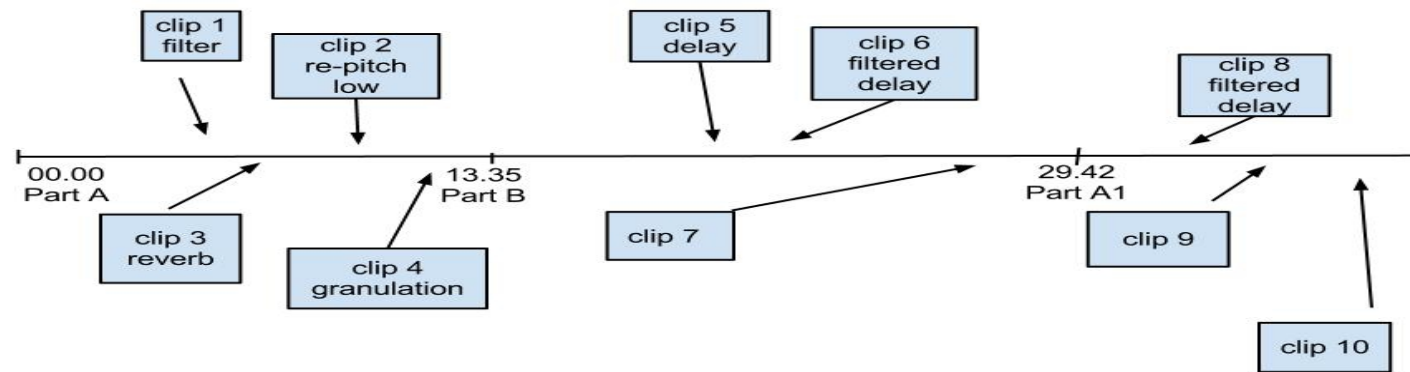 clip 1
filter
clip 2
re-pitch
low
clip 5
delay
clip 6
filtered
delay
clip 8
filtered
delay
00.00
Part A
13.35
Part B
29.42
Part A1
clip 3
reverb
clip 4
granulation
clip 7
clip 9
clip 10